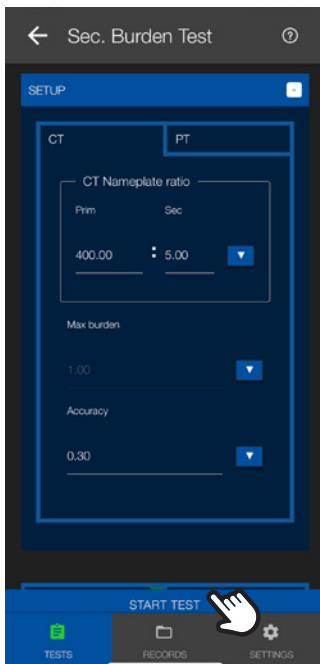 Sec. Burden Test ?
SETUP -
CT PT
CT Nameplate ratio
Prim Sec
400.00 : 5.00
Max burden
1.00
Accuracy
0.30
START TEST
TESTS RECORDS SETTINGS